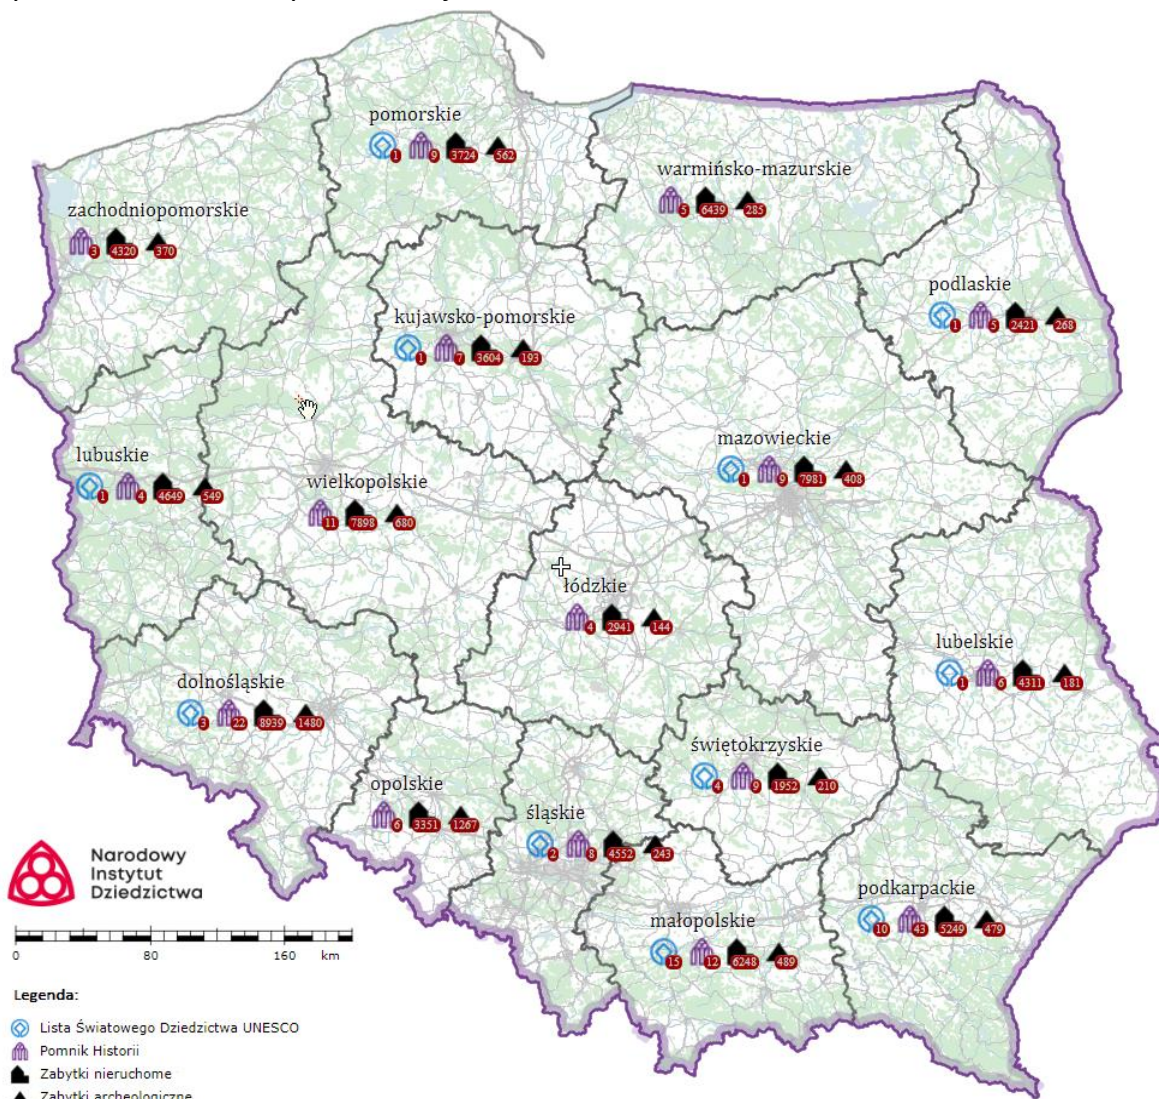 pomorskie
1 9 3724 562
warmińsko-mazurskie
5 6439 285
zachodniopomorskie
3 4320 370
podlaskie
1 5 2421 268
kujawsko-pomorskie
1 7 3604 193
mazowieckie
1 9 7981 408
lubuskie
1 4 4649 549
wielkopolskie
11 7898 680
łódzkie
4 2941 144
lubelskie
1 6 4311 181
dolnośląskie
3 22 8939 1480
świętokrzyskie
4 9 1952 210
opolskie
6 3351 1267
śląskie
2 8 4552 243
podkarpackie
10 43 5249 479
małopolskie
15 12 6248 489
Narodowy
Instytut
Dziedzictwa
0 80 160 km
Legenda:
Lista Światowego Dziedzictwa UNESCO
Pomnik Historii
Zabytki nieruchome
Zabytki archeologiczne